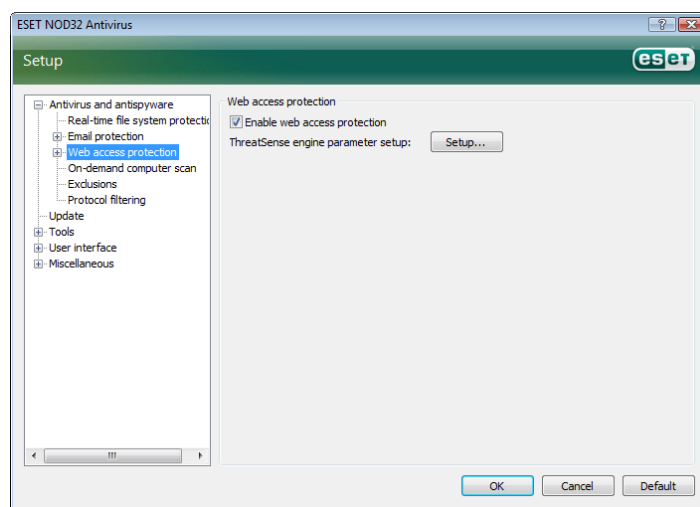 ESET NOD32 Antivirus
Setup
eset
Antivirus and antispyware
Real-time file system protectic
Email protection
Web access protection
On-demand computer scan
Exclusions
Protocol filtering
Update
Tools
User interface
Miscellaneous
Web access protection
Enable web access protection
ThreatSense engine parameter setup: Setup...
OK Cancel Default